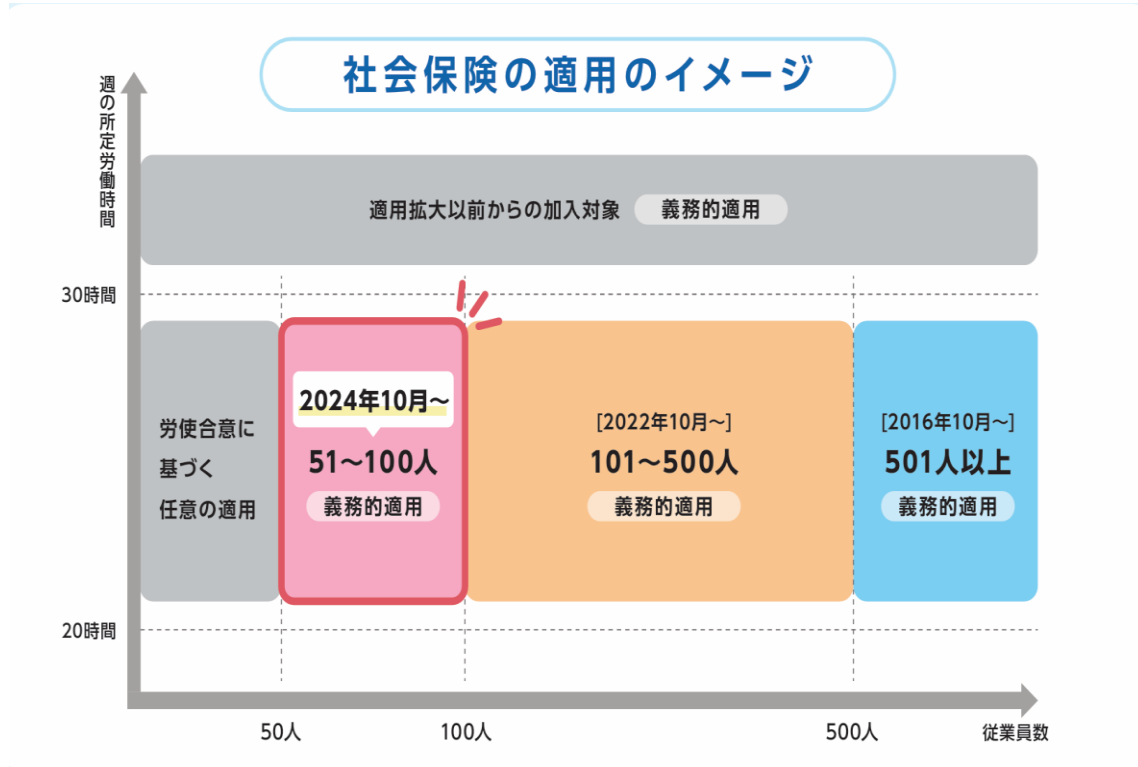 社会保険の適用のイメージ
週の所定労働時間
適用拡大以前からの加入対象 義務的適用
30時間
労使合意に
基づく
任意の適用
2024年10月～
51～100人
義務的適用
[2022年10月～]
101～500人
義務的適用
[2016年10月～]
501人以上
義務的適用
20時間
50人
100人
500人
従業員数